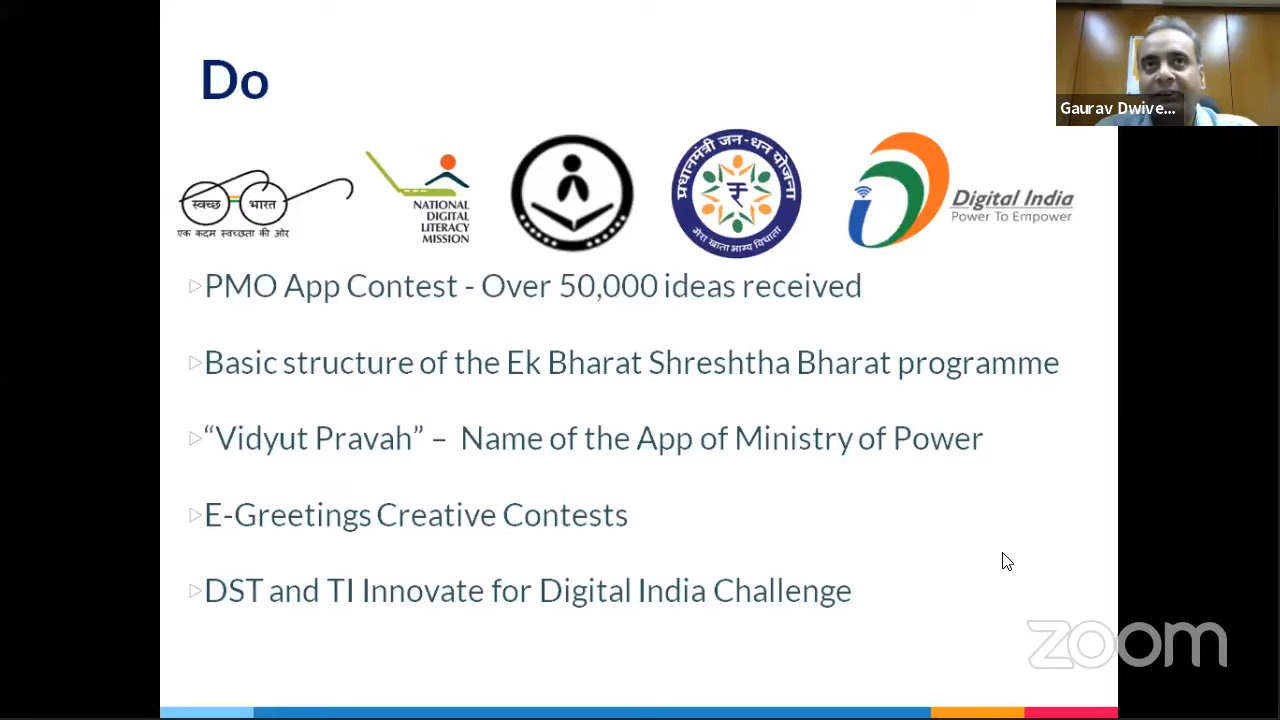 Do
Gaurav Dwive...
स्वच्छ भारत
एक कदम स्वच्छता की ओर
NATIONAL
DIGITAL
LITERACY
MISSION
प्रधानमंत्री जन-धन योजना
मेरा खाता भाग्य विधाता
Digital India
Power To Empower
PMO App Contest - Over 50,000 ideas received
Basic structure of the Ek Bharat Shreshtha Bharat programme
“Vidyut Pravah” – Name of the App of Ministry of Power
E-Greetings Creative Contests
DST and TI Innovate for Digital India Challenge
zoom